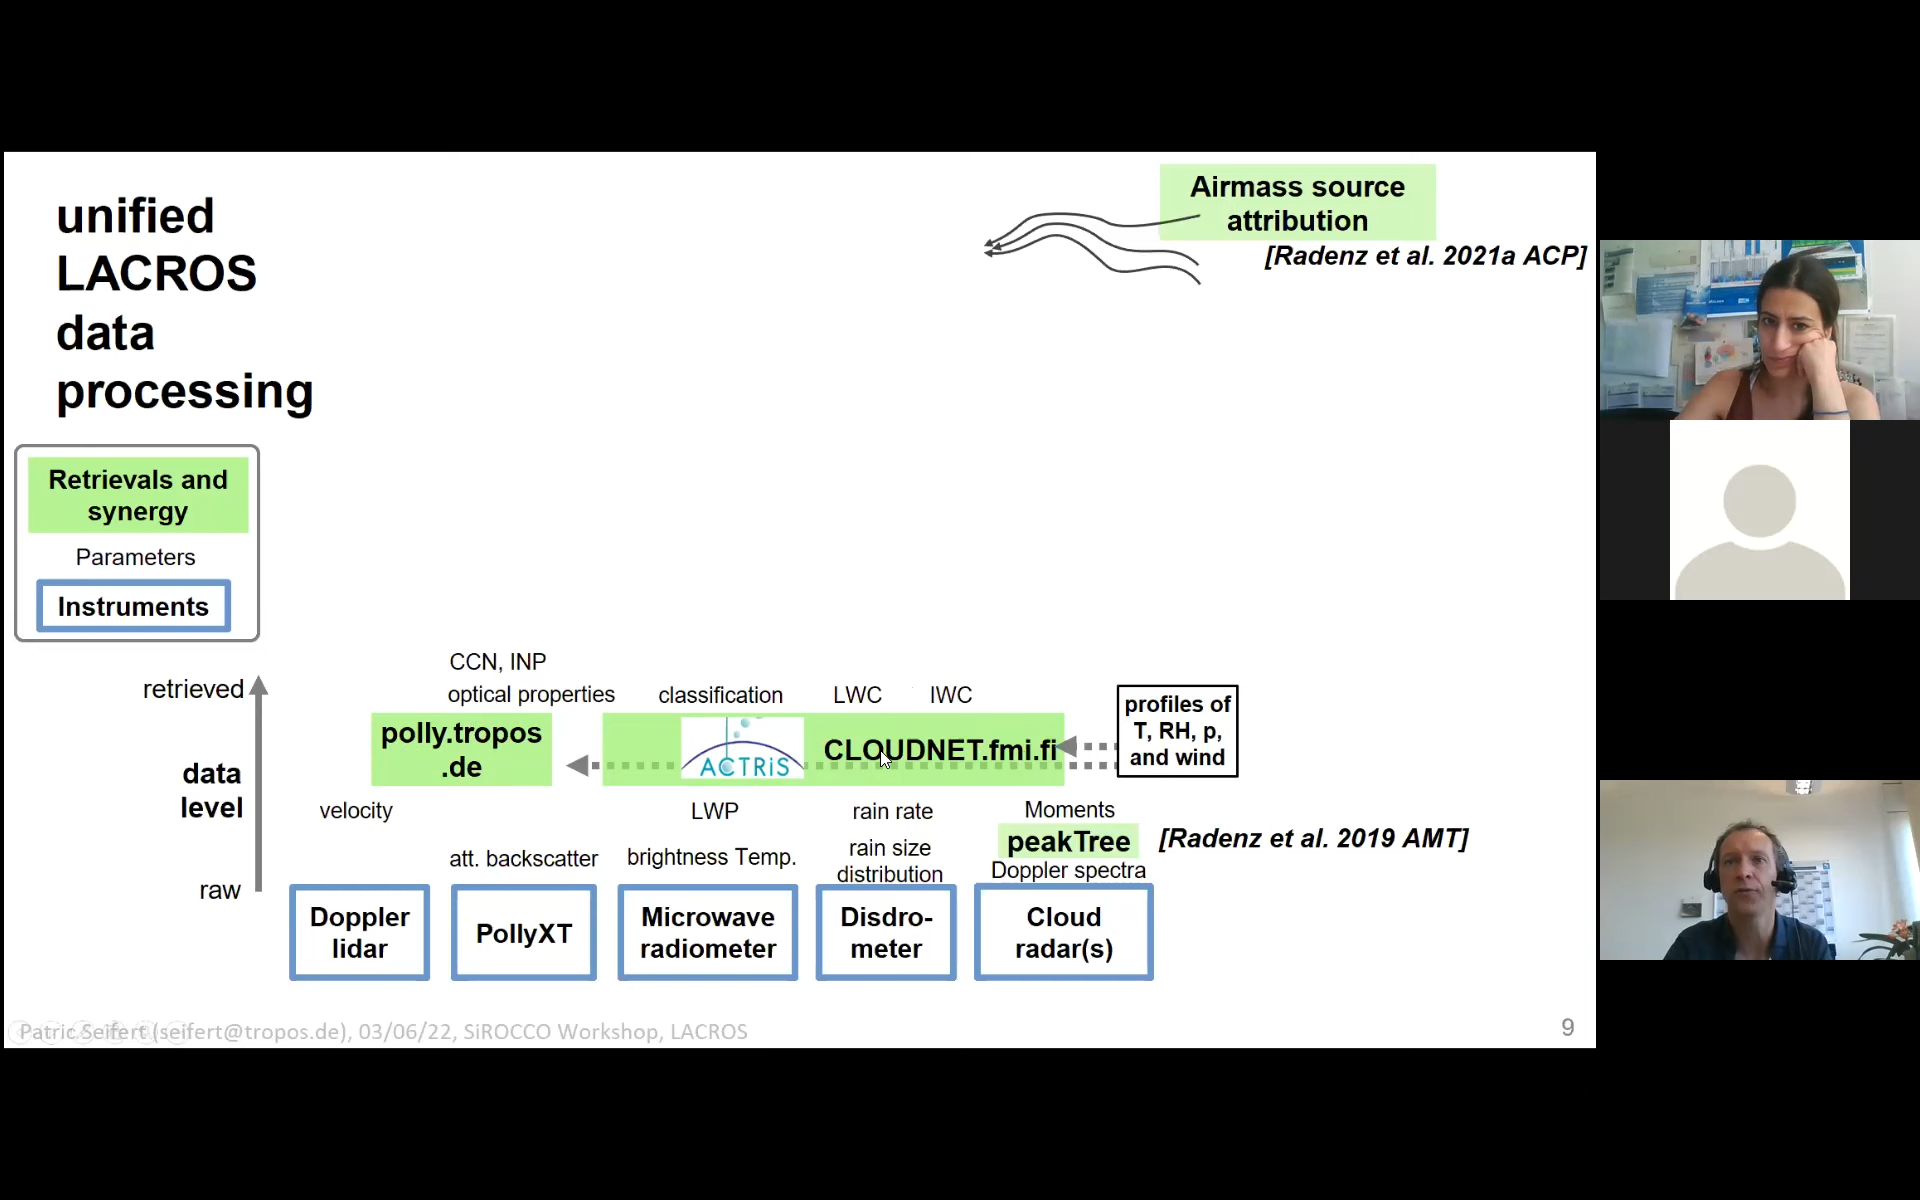 unified
LACROS
data
processing
Airmass source
attribution
[Radenz et al. 2021a ACP]
Retrievals and
synergy
Parameters
Instruments
retrieved
data
level
raw
CCN, INP
optical properties
classification
LWC
IWC
polly.tropos
.de
ACTRiS
CLOUDNET.fmi.fi
profiles of
T, RH, p,
and wind
velocity
LWP
rain rate
Moments
peakTree
[Radenz et al. 2019 AMT]
att. backscatter
brightness Temp.
rain size
distribution
Doppler spectra
Doppler
lidar
PollyXT
Microwave
radiometer
Disdro-
meter
Cloud
radar(s)
Patric Seifert (seifert@tropos.de), 03/06/22, SiROCCO Workshop, LACROS
9